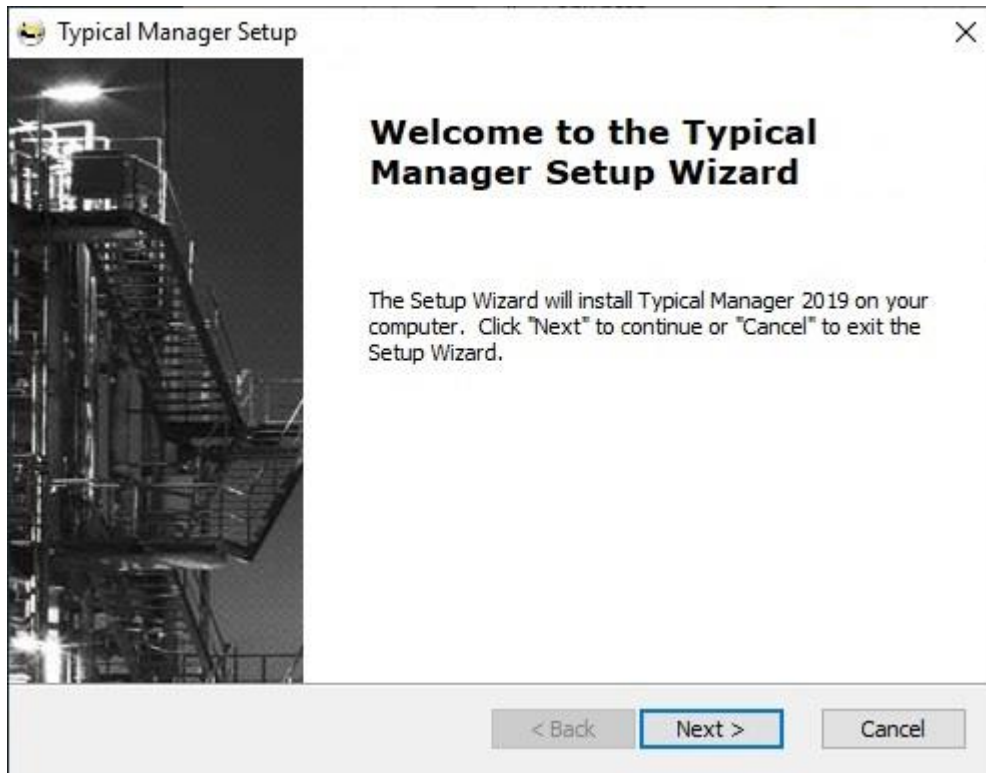 Typical Manager Setup
Welcome to the Typical
Manager Setup Wizard
The Setup Wizard will install Typical Manager 2019 on your
computer. Click "Next" to continue or "Cancel" to exit the
Setup Wizard.
< Back Next > Cancel